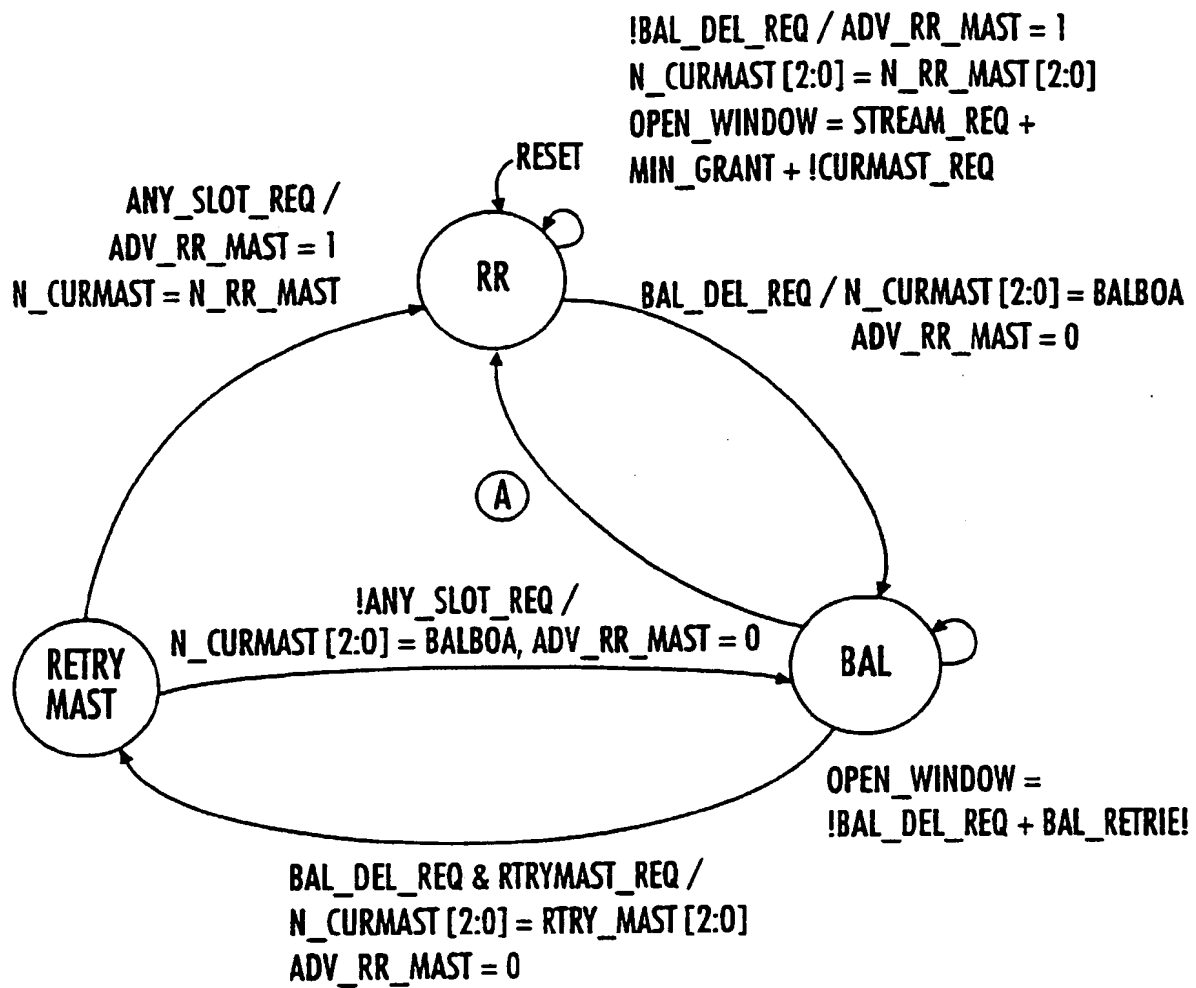 !BAL_DEL_REQ / ADV_RR_MAST = 1
N_CURMAST [2:0] = N_RR_MAST [2:0]
OPEN_WINDOW = STREAM_REQ +
MIN_GRANT + !CURMAST_REQ
RESET
ANY_SLOT_REQ /
ADV_RR_MAST = 1
N_CURMAST = N_RR_MAST
RR
BAL_DEL_REQ / N_CURMAST [2:0] = BALBOA
ADV_RR_MAST = 0
A
!ANY_SLOT_REQ /
N_CURMAST [2:0] = BALBOA, ADV_RR_MAST = 0
RETRY
MAST
BAL
OPEN_WINDOW =
!BAL_DEL_REQ + BAL_RETRIE!
BAL_DEL_REQ & RTRYMAST_REQ /
N_CURMAST [2:0] = RTRY_MAST [2:0]
ADV_RR_MAST = 0